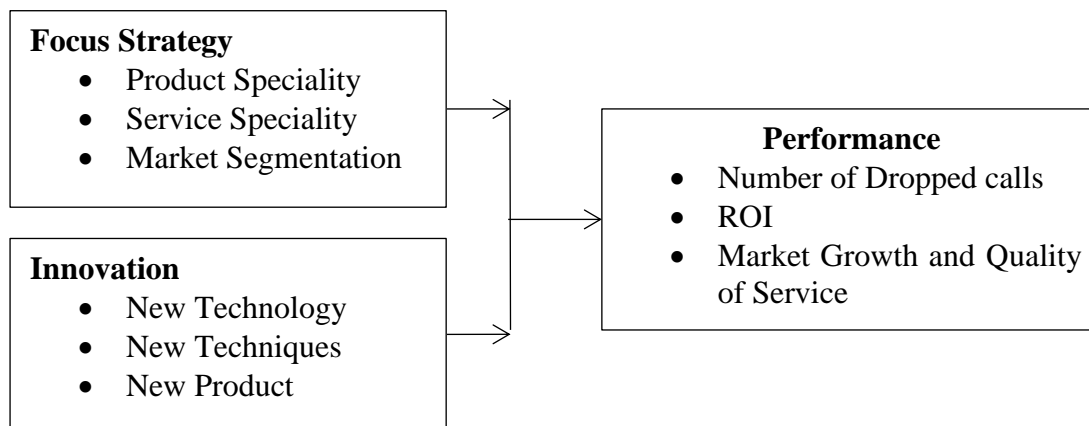 Focus Strategy
• Product Speciality
• Service Speciality
• Market Segmentation
Innovation
• New Technology
• New Techniques
• New Product
Performance
• Number of Dropped calls
• ROI
• Market Growth and Quality
of Service